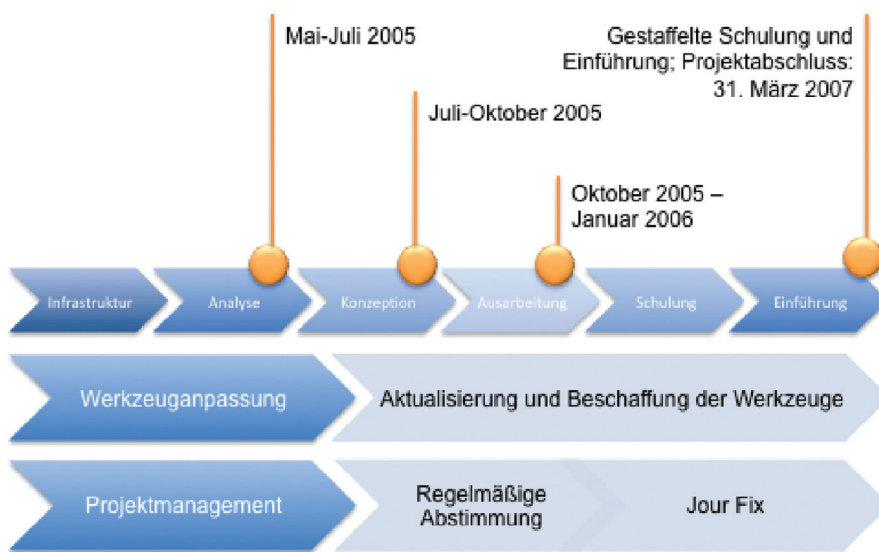 Mai-Juli 2005
Gestaffelte Schulung und
Einführung; Projektabschluss:
31. März 2007
Juli-Oktober 2005
Oktober 2005 –
Januar 2006
Infrastruktur
Analyse
Konzeption
Ausarbeitung
Schulung
Einführung
Werkzeuganpassung
Aktualisierung und Beschaffung der Werkzeuge
Projektmanagement
Regelmäßige
Abstimmung
Jour Fix